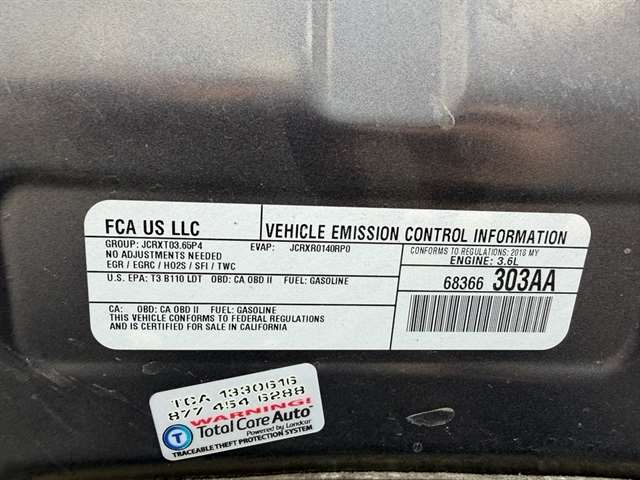 FCA US LLC
VEHICLE EMISSION CONTROL INFORMATION
GROUP: JCRXT03.65P4 EVAP: JCRXR0140RP0
NO ADJUSTMENTS NEEDED
EGR / EGRC / HO2S / SFI / TWC
CONFORMS TO REGULATIONS: 2018 MY
ENGINE: 3.6L
U.S. EPA: T3 B110 LDT OBD: CA OBD II FUEL: GASOLINE
68366 303AA
CA: OBD: CA OBD II FUEL: GASOLINE
THIS VEHICLE CONFORMS TO CALIFORNIA REGULATIONS
AND IS CERTIFIED FOR SALE IN CALIFORNIA
TCA 1330616
877 454 6288
WARNING!
T Total Care Auto
Powered by Landcar
TRACEABLE THEFT PROTECTION SYSTEM